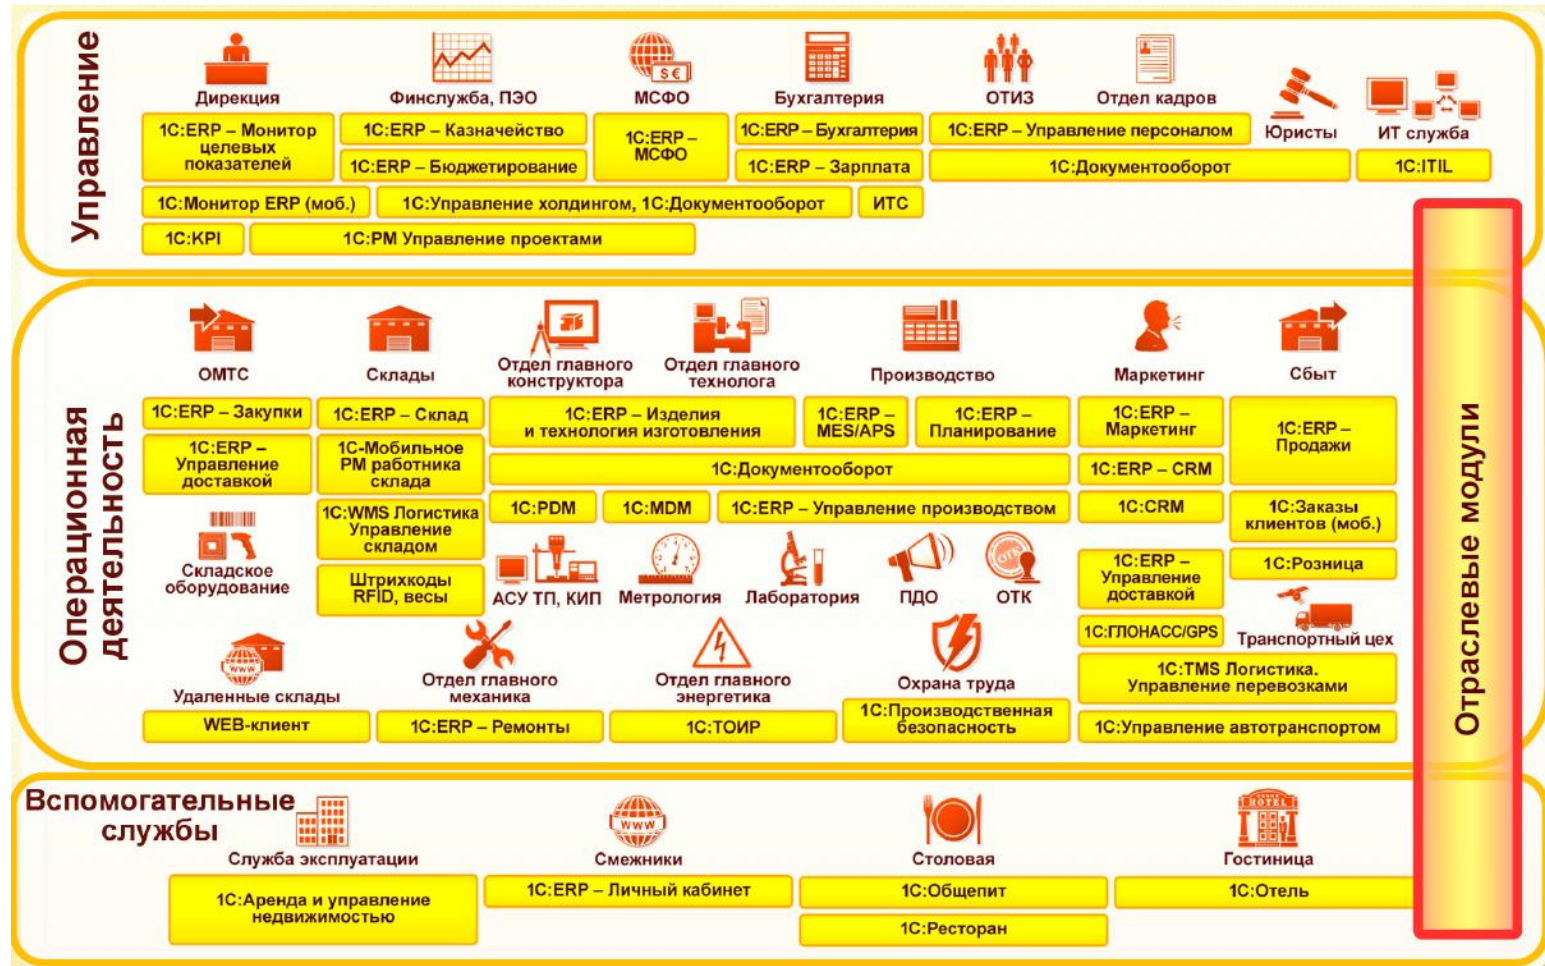 Управление
Дирекция
Финслужба, ПЭО
МСФО
Бухгалтерия
ОТИЗ
Отдел кадров
Юристы
ИТ служба
$ €
1С:ERP – Монитор
целевых
показателей
1С:ERP – Казначейство
1С:ERP – Бюджетирование
1С:ERP –
МСФО
1С:ERP – Бухгалтерия
1С:ERP – Зарплата
1С:ERP – Управление персоналом
1С:Документооборот
1С:ITIL
1С:Монитор ERP (моб.)
1С:Управление холдингом, 1С:Документооборот
ИТС
1С:KPI
1С:PM Управление проектами
Операционная
деятельность
ОМТС
Склады
Отдел главного
конструктора
Отдел главного
технолога
Производство
Маркетинг
Сбыт
1С:ERP – Закупки
1С:ERP –
Управление
доставкой
1С:ERP – Склад
1С-Мобильное
РМ работника
склада
1С:WMS Логистика
Управление
складом
Штрихкоды
RFID, весы
1С:ERP – Изделия
и технология изготовления
1С:ERP –
MES/APS
1С:ERP –
Планирование
1С:Документооборот
1С:PDM
1С:MDM
1С:ERP – Управление производством
1С:ERP –
Маркетинг
1С:ERP – CRM
1С:CRM
1С:ERP –
Продажи
1С:Заказы
клиентов (моб.)
1С:Розница
Складское
оборудование
АСУ ТП, КИП
Метрология
Лаборатория
ПДО
ОТК
ОТК
1С:ERP –
Управление
доставкой
1С:ГЛОНАСС/GPS
Транспортный цех
1С:TMS Логистика.
Управление перевозками
1С:Управление автотранспортом
www
Удаленные склады
WEB-клиент
Отдел главного
механика
1С:ERP – Ремонты
Отдел главного
энергетика
1С:ТОИР
Охрана труда
1С:Производственная
безопасность
Отраслевые модули
Вспомогательные
службы
Служба эксплуатации
1С:Аренда и управление
недвижимостью
www
Смежники
1С:ERP – Личный кабинет
Столовая
1С:Общепит
1С:Ресторан
HOTEL
Гостиница
1С:Отель